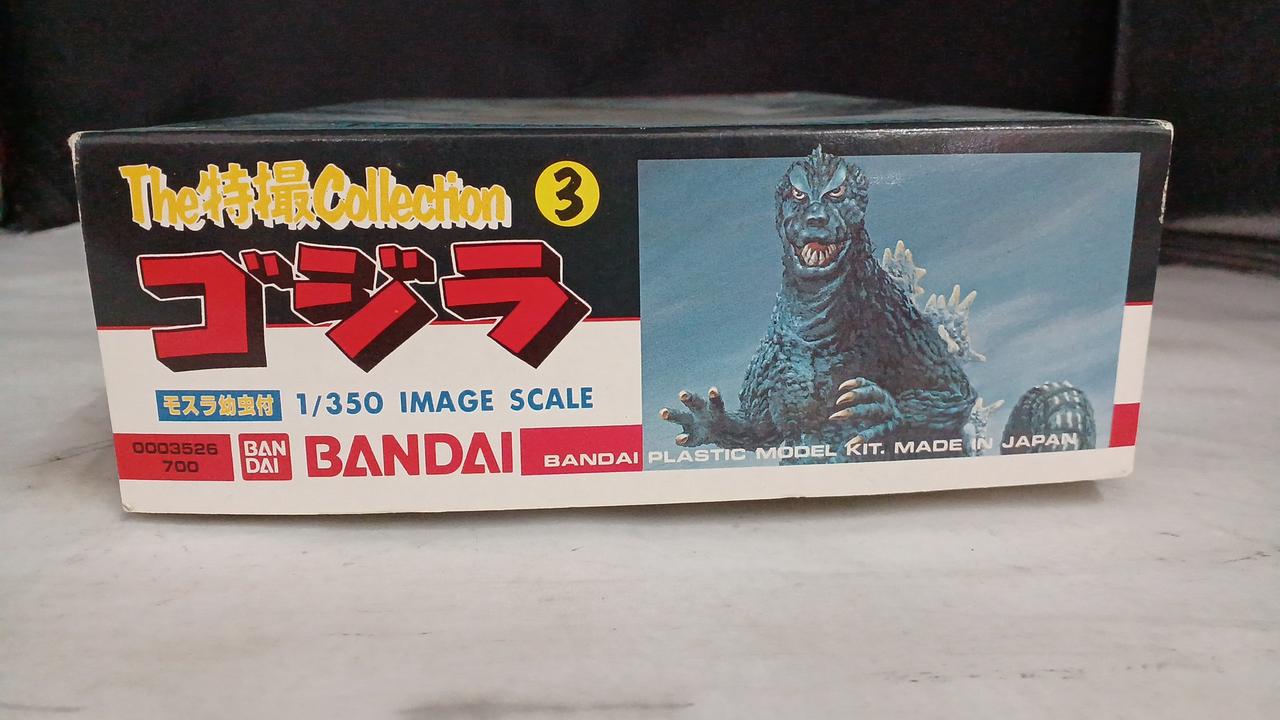 The特撮Collection 3
ゴジラ
モスラ幼虫付 1/350 IMAGE SCALE
0003526
700
BAN
DAI
BANDAI
BANDAI PLASTIC MODEL KIT. MADE IN JAPAN